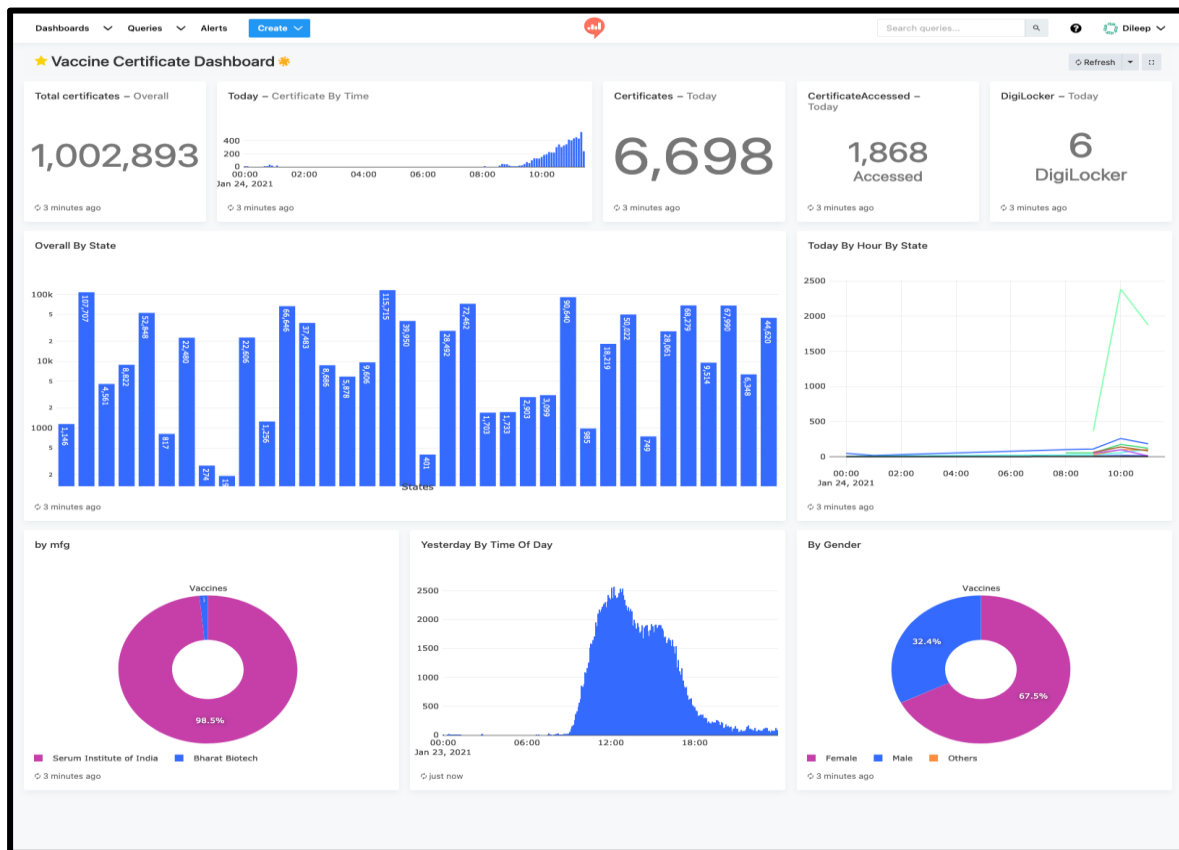 Dashboards Queries Alerts Create Search queries... Dileep
Vaccine Certificate Dashboard
Refresh
Total certificates – Overall
1,002,893
3 minutes ago
Today – Certificate By Time
400
200
0
00:00 02:00 04:00 06:00 08:00 10:00
Jan 24, 2021
3 minutes ago
Certificates – Today
6,698
3 minutes ago
CertificateAccessed –
Today
1,868
Accessed
3 minutes ago
DigiLocker – Today
6
DigiLocker
3 minutes ago
Overall By State
100k
5
2
10k
5
2
1000
5
2
1,146 107,707 4,561 8,822 52,848 817 22,480 274 19 22,606 1,256 66,646 37,483 8,686 5,878 9,606 115,715 39,950 401 28,492 72,462 1,703 1,733 2,903 3,099 90,640 985 18,219 50,022 749 28,061 68,279 9,514 67,990 6,348 44,620
States
3 minutes ago
Today By Hour By State
2500
2000
1500
1000
500
0
00:00 02:00 04:00 06:00 08:00 10:00
Jan 24, 2021
3 minutes ago
by mfg
Vaccines
98.5%
Serum Institute of India Bharat Biotech
3 minutes ago
Yesterday By Time Of Day
2500
2000
1500
1000
500
0
00:00 06:00 12:00 18:00
Jan 23, 2021
just now
By Gender
Vaccines
32.4%
67.5%
Female Male Others
3 minutes ago